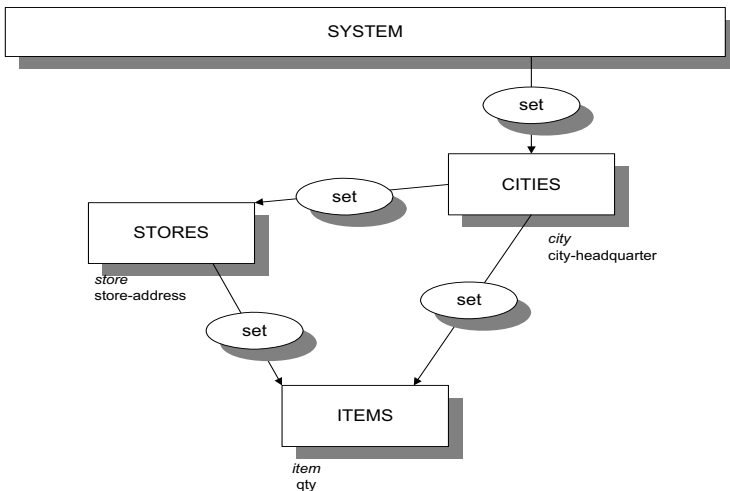 SYSTEM
set
CITIES
set
STORES
city
city-headquarter
store
store-address
set
set
ITEMS
item
qty